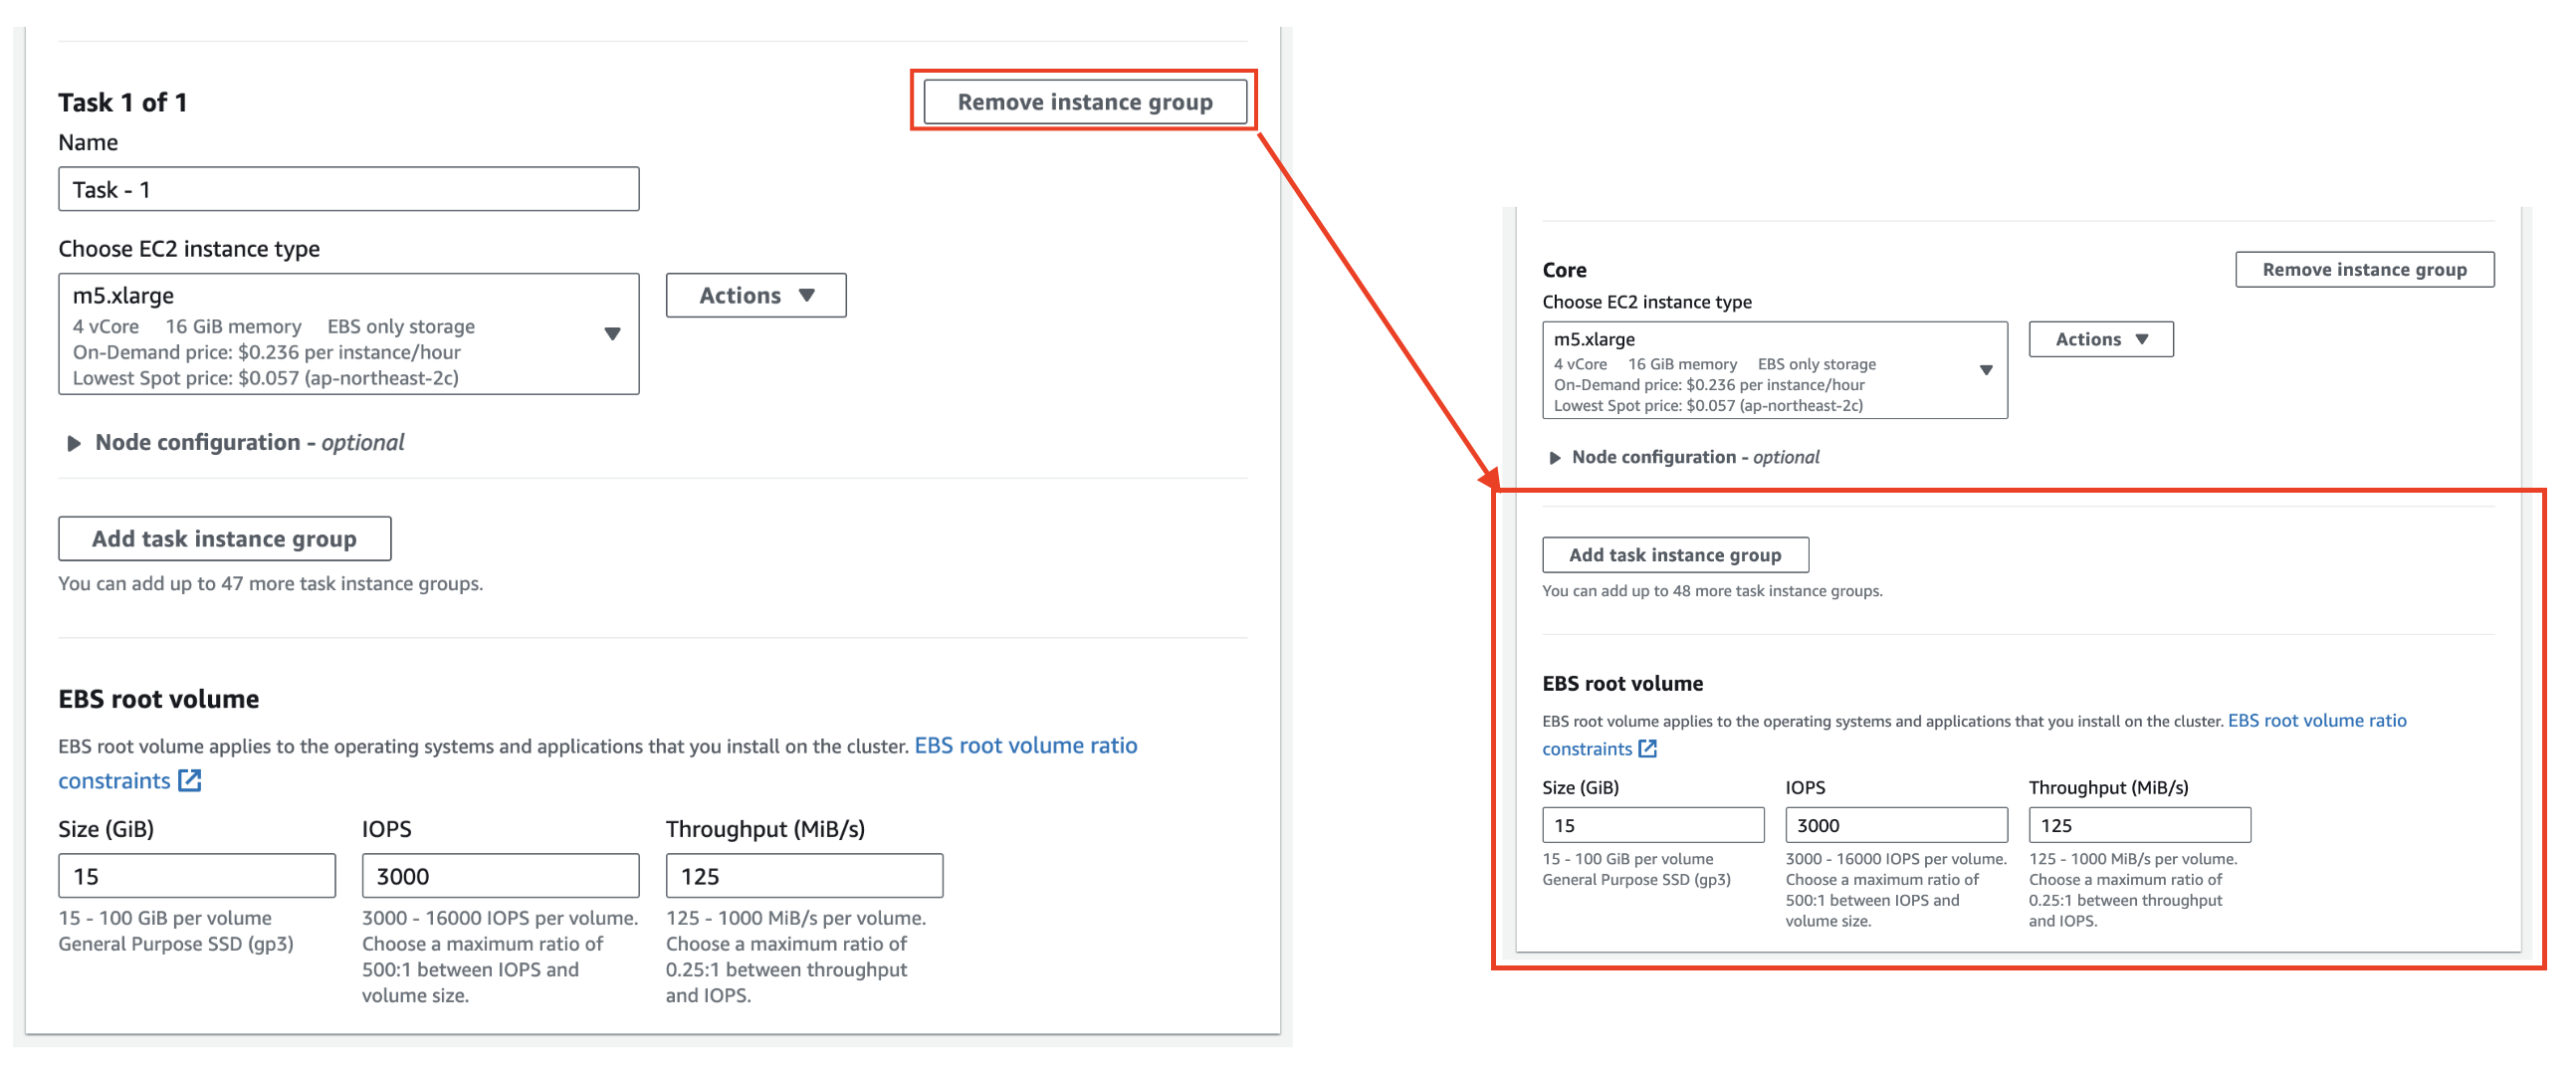 Task 1 of 1
Remove instance group
Name
Task - 1
Choose EC2 instance type
m5.xlarge
4 vCore 16 GiB memory EBS only storage
On-Demand price: $0.236 per instance/hour
Lowest Spot price: $0.057 (ap-northeast-2c)
Actions
Node configuration - optional
Add task instance group
You can add up to 47 more task instance groups.
EBS root volume
EBS root volume applies to the operating systems and applications that you install on the cluster. EBS root volume ratio
constraints
Size (GiB)
15
15 - 100 GiB per volume
General Purpose SSD (gp3)
IOPS
3000
3000 - 16000 IOPS per volume.
Choose a maximum ratio of
500:1 between IOPS and
volume size.
Throughput (MiB/s)
125
125 - 1000 MiB/s per volume.
Choose a maximum ratio of
0.25:1 between throughput
and IOPS.
Core
Remove instance group
Choose EC2 instance type
m5.xlarge
4 vCore 16 GiB memory EBS only storage
On-Demand price: $0.236 per instance/hour
Lowest Spot price: $0.057 (ap-northeast-2c)
Actions
Node configuration - optional
Add task instance group
You can add up to 48 more task instance groups.
EBS root volume
EBS root volume applies to the operating systems and applications that you install on the cluster. EBS root volume ratio
constraints
Size (GiB)
15
15 - 100 GiB per volume
General Purpose SSD (gp3)
IOPS
3000
3000 - 16000 IOPS per volume.
Choose a maximum ratio of
500:1 between IOPS and
volume size.
Throughput (MiB/s)
125
125 - 1000 MiB/s per volume.
Choose a maximum ratio of
0.25:1 between throughput
and IOPS.